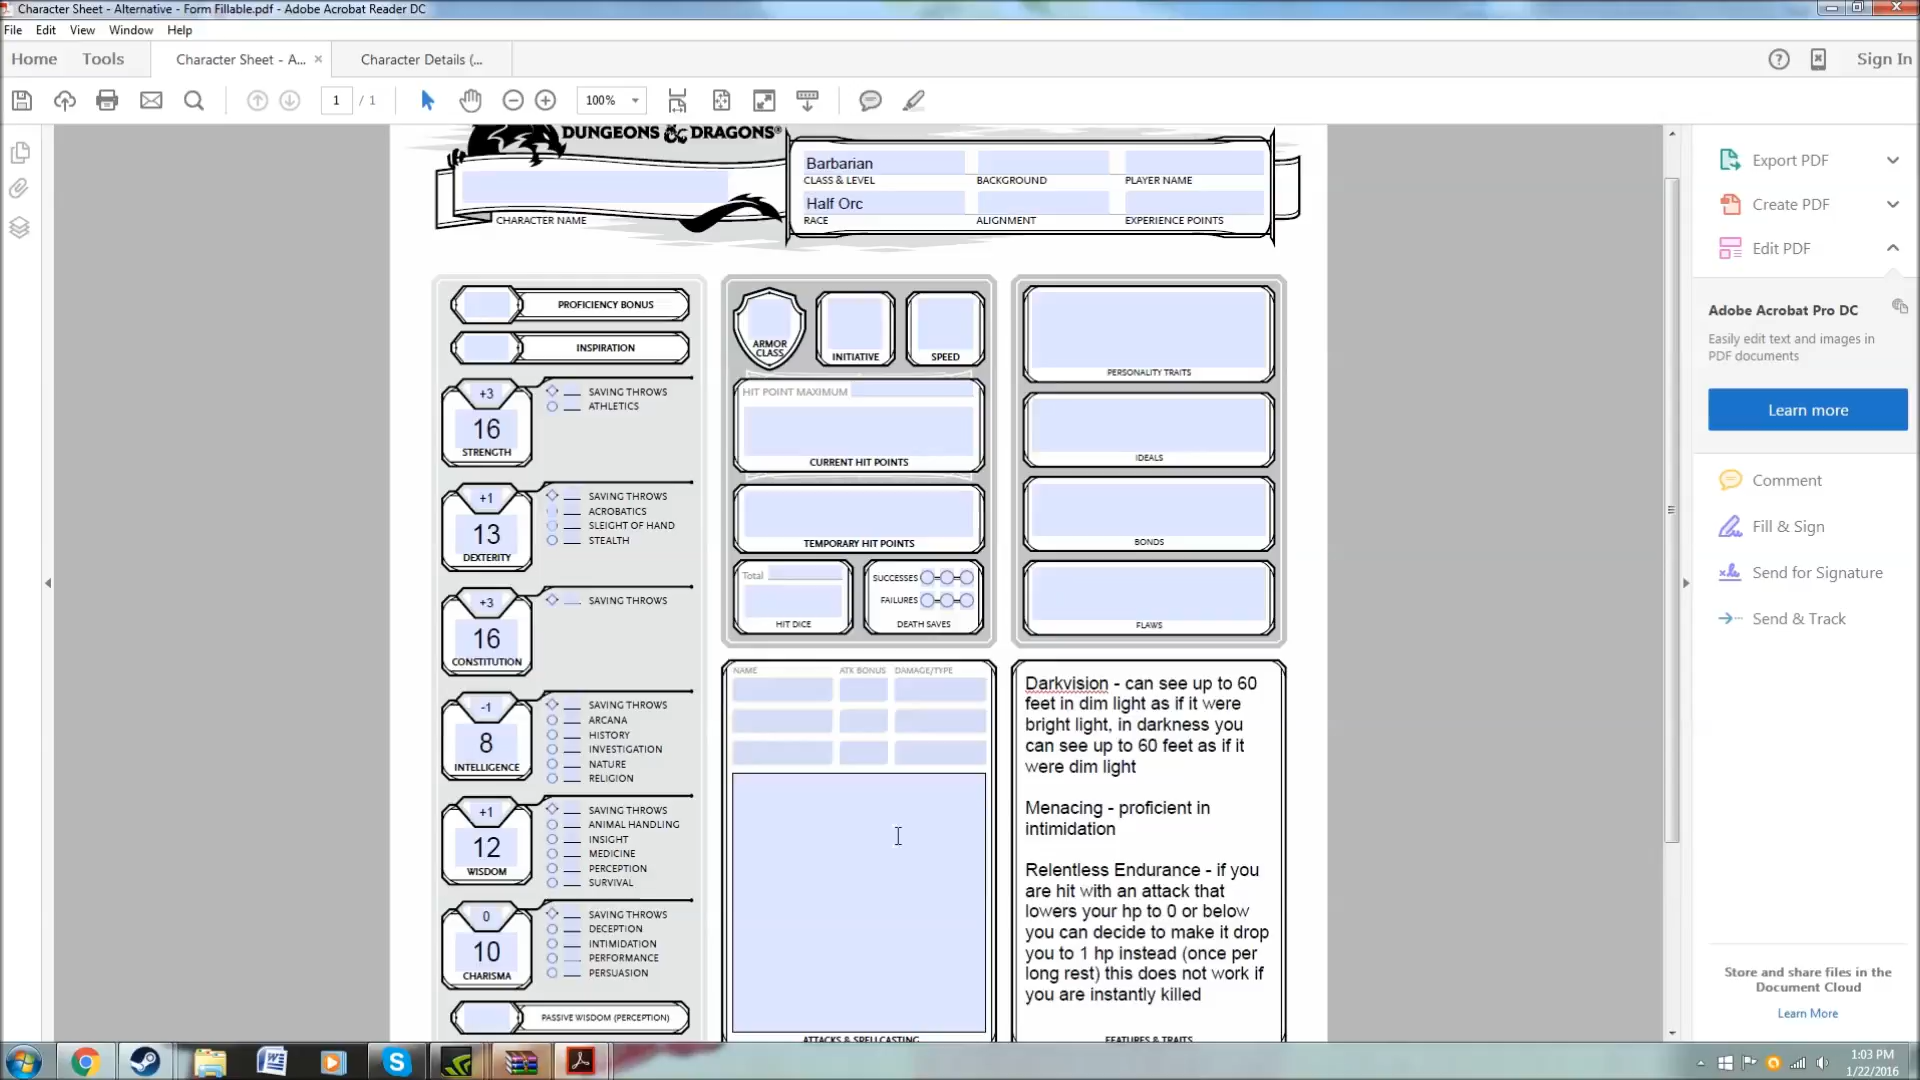 Character Sheet - Alternative - Form Fillable.pdf - Adobe Acrobat Reader DC
File Edit View Window Help
Home Tools Character Sheet - A... × Character Details (... Sign In
1 / 1 100%
DUNGEONS & DRAGONS®
Barbarian
CLASS & LEVEL BACKGROUND PLAYER NAME
Half Orc
CHARACTER NAME RACE ALIGNMENT EXPERIENCE POINTS
PROFICIENCY BONUS
INSPIRATION
+3
16
STRENGTH
SAVING THROWS
ATHLETICS
+1
13
DEXTERITY
SAVING THROWS
ACROBATICS
SLEIGHT OF HAND
STEALTH
+3
16
CONSTITUTION
SAVING THROWS
-1
8
INTELLIGENCE
SAVING THROWS
ARCANA
HISTORY
INVESTIGATION
NATURE
RELIGION
+1
12
WISDOM
SAVING THROWS
ANIMAL HANDLING
INSIGHT
MEDICINE
PERCEPTION
SURVIVAL
0
10
CHARISMA
SAVING THROWS
DECEPTION
INTIMIDATION
PERFORMANCE
PERSUASION
PASSIVE WISDOM (PERCEPTION)
ARMOR
CLASS
INITIATIVE
SPEED
HIT POINT MAXIMUM
CURRENT HIT POINTS
TEMPORARY HIT POINTS
Total
HIT DICE
SUCCESSES
FAILURES
DEATH SAVES
NAME ATK BONUS DAMAGE/TYPE
ATTACKS & SPELLCASTING
PERSONALITY TRAITS
IDEALS
BONDS
FLAWS
Darkvision - can see up to 60
feet in dim light as if it were
bright light, in darkness you
can see up to 60 feet as if it
were dim light
Menacing - proficient in
intimidation
Relentless Endurance - if you
are hit with an attack that
lowers your hp to 0 or below
you can decide to make it drop
you to 1 hp instead (once per
long rest) this does not work if
you are instantly killed
FEATURES & TRAITS
Export PDF
Create PDF
Edit PDF
Adobe Acrobat Pro DC
Easily edit text and images in
PDF documents
Learn more
Comment
Fill & Sign
Send for Signature
Send & Track
Store and share files in the
Document Cloud
Learn More
1:03 PM
1/22/2016